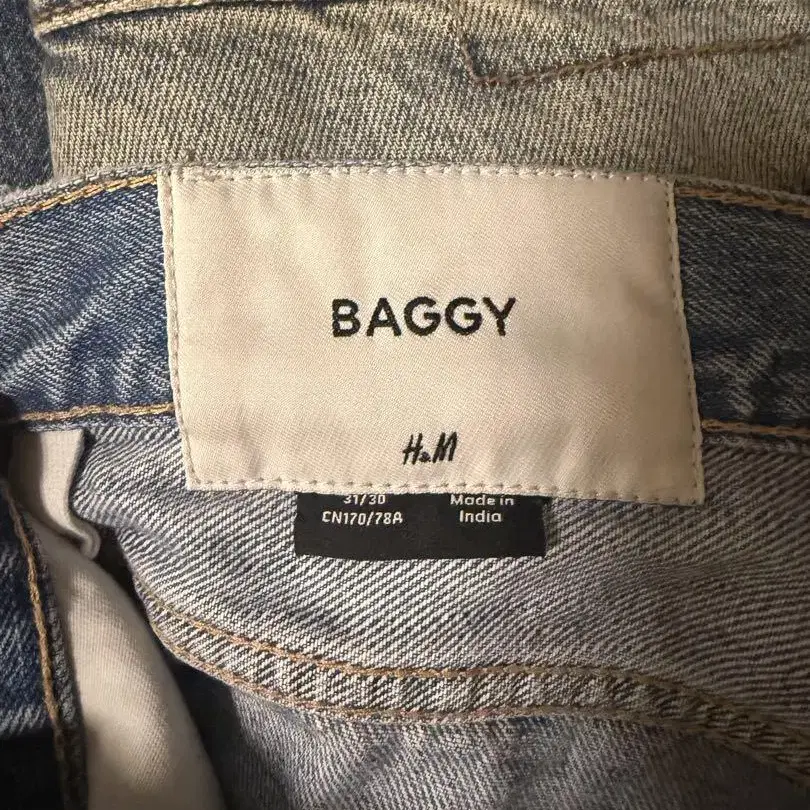 BAGGY
H&M
31/30
CN170/78A
Made in
India